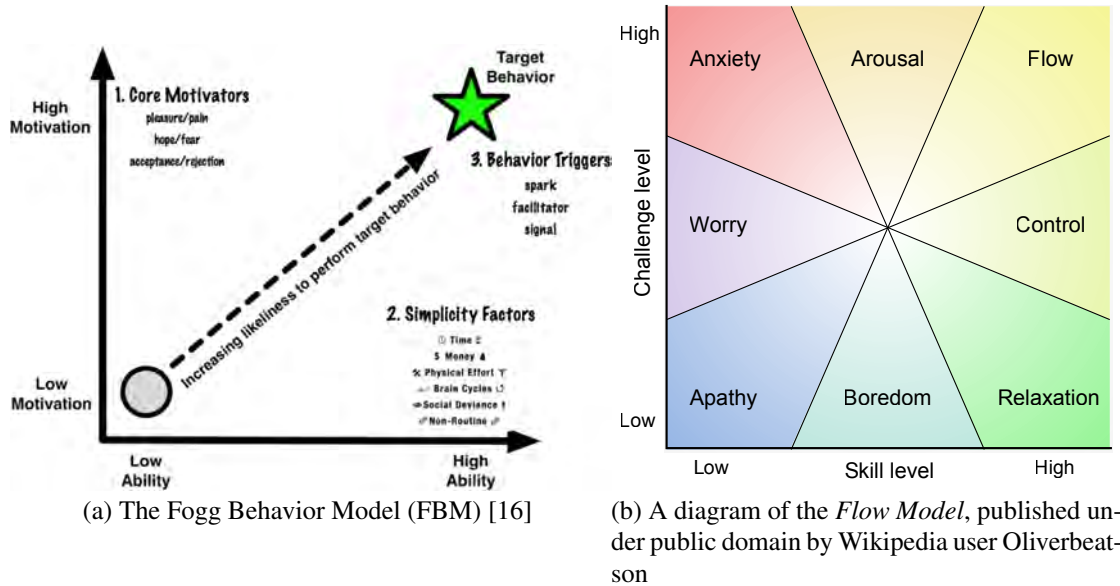 Target
Behavior
High
Motivation
1. Core Motivators
pleasure/pain
hope/fear
acceptance/rejection
3. Behavior Triggers
spark
facilitator
signal
Increasing likeliness to perform target behavior
2. Simplicity Factors
Time
$ Money
Physical Effort
Brain Cycles
Social Deviance
Non-Routine
Low
Motivation
Low
Ability
High
Ability
(a) The Fogg Behavior Model (FBM) [16]
High
Anxiety
Arousal
Flow
Challenge level
Worry
Control
Apathy
Boredom
Relaxation
Low
Low
Skill level
High
(b) A diagram of the Flow Model, published un-
der public domain by Wikipedia user Oliverbeat-
son